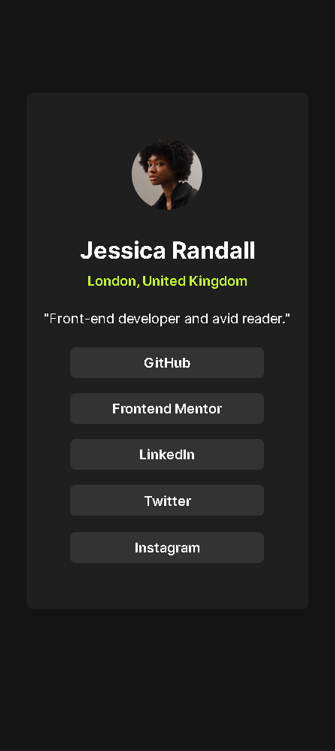 Jessica Randall
London, United Kingdom
"Front-end developer and avid reader."
GitHub
Frontend Mentor
LinkedIn
Twitter
Instagram